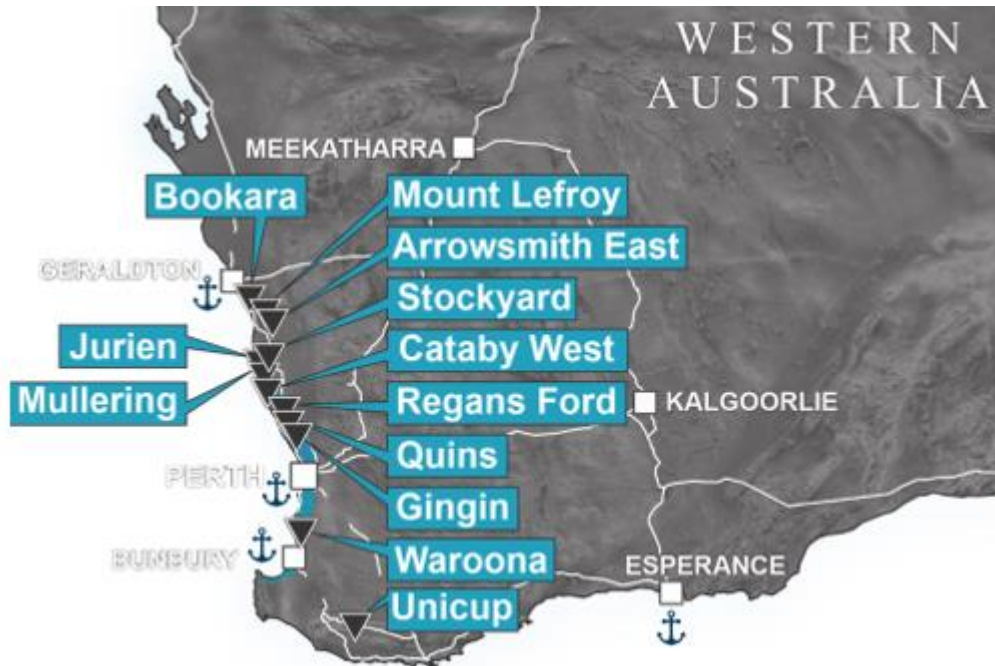 WESTERN
AUSTRALIA
MEEKATHARRA
Bookara
Mount Lefroy
Arrowsmith East
GERALDTON
Stockyard
Jurien
Cataby West
Mullering
Regans Ford
KALGOORLIE
Quins
PERTH
Gingin
Waroona
BUNBURY
ESPERANCE
Unicup